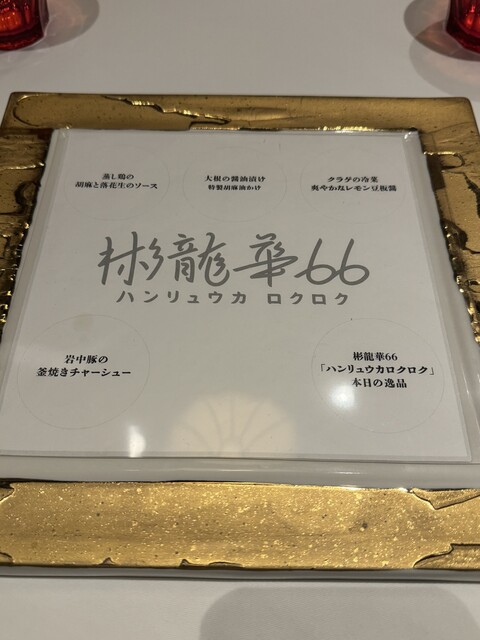 蒸し鶏の
胡麻と落花生のソース
大根の醤油漬け
特製胡麻油かけ
クラゲの冷菜
爽やかなレモン豆板醤
彬龍華66
ハンリュウカ ロクロク
岩中豚の
釜焼きチャーシュー
彬龍華66
「ハンリュウカロクロク」
本日の逸品